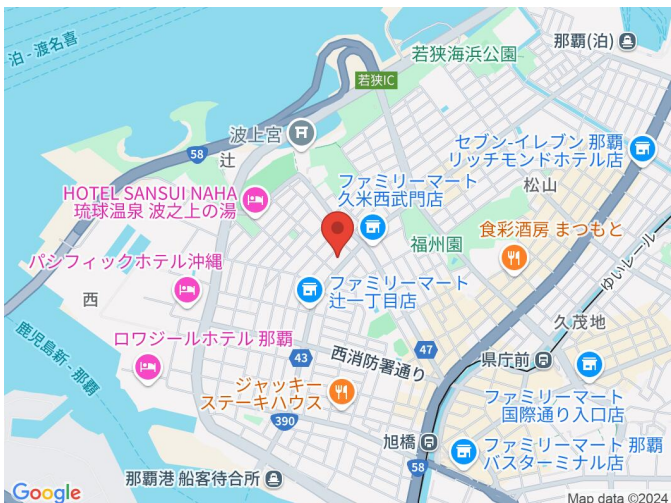 那覇(泊)
若狭海浜公園
泊 - 渡名喜
若狭IC
波上宮
58
辻
セブン-イレブン 那覇
リッチモンドホテル店
松山
HOTEL SANSUI NAHA
琉球温泉 波之上の湯
ファミリーマート
久米西武門店
福州園
食彩酒房 まつもと
ゆいレール
パシフィックホテル沖縄
ファミリーマート
辻一丁目店
西
久茂地
鹿児島新 - 那覇
ロワジールホテル 那覇
43
西消防署通り
47
県庁前
ジャッキー
ステーキハウス
390
ファミリーマート
国際通り入口店
旭橋
58
ファミリーマート 那覇
バスターミナル店
那覇港 船客待合所
Google
Map data ©2024